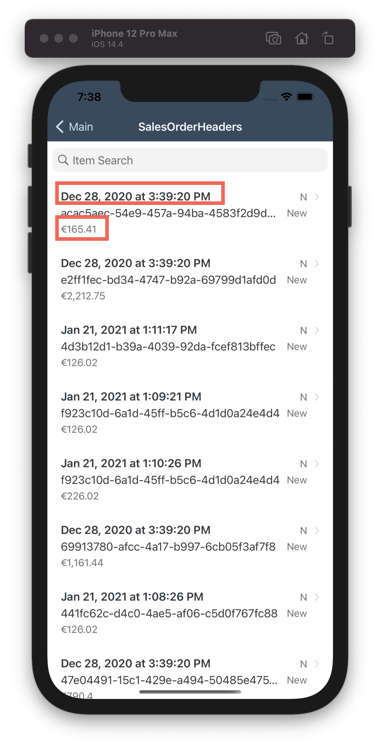 iPhone 12 Pro Max
iOS 14.4
7:38
Main
SalesOrderHeaders
Item Search
Dec 28, 2020 at 3:39:20 PM N
acac5aec-54e9-457a-94ba-4583f2d9d... New
€165.41
Dec 28, 2020 at 3:39:20 PM N
e2ff1fec-bd34-4747-b92a-69799d1afd0d New
€2,212.75
Jan 21, 2021 at 1:11:17 PM N
4d3b12d1-b39a-4039-92da-fcef813bffec New
€126.02
Jan 21, 2021 at 1:09:21 PM N
f923c10d-6a1d-45ff-b5c6-4d1d0a24e4d4 New
€126.02
Jan 21, 2021 at 1:10:26 PM N
f923c10d-6a1d-45ff-b5c6-4d1d0a24e4d4 New
€226.02
Dec 28, 2020 at 3:39:20 PM N
69913780-afcc-4a17-b997-6cb05f3af7f8 New
€1,161.44
Jan 21, 2021 at 1:08:26 PM N
441fc62c-d4c0-4ae5-af06-c5d0f767fc88 New
€126.02
Dec 28, 2020 at 3:39:20 PM N
47e04491-15c1-429e-a494-50485e475... New
€790.4